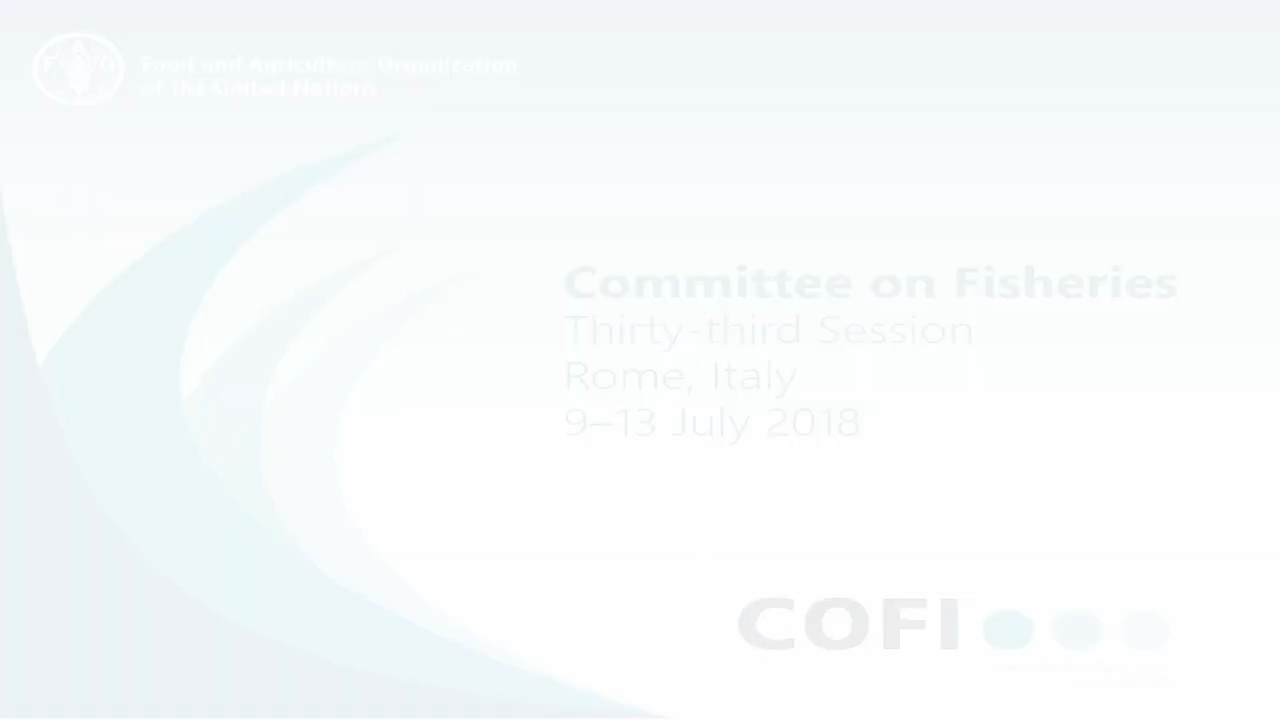 FAO
Food and Agriculture Organization
of the United Nations
Committee on Fisheries
Thirty-third Session
Rome, Italy
9–13 July 2018
COFI